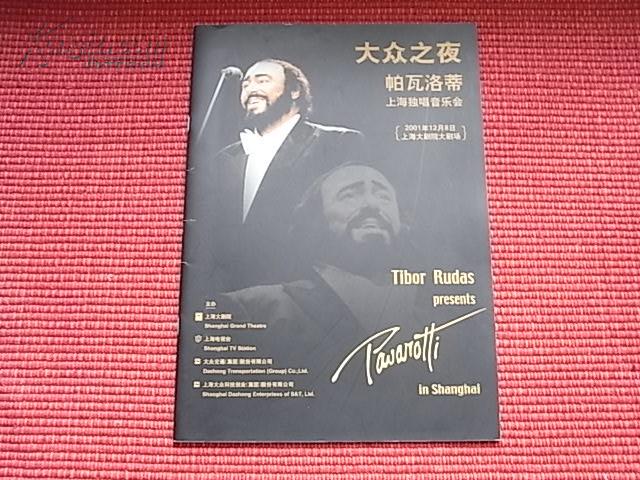 大众之夜
帕瓦洛蒂
上海独唱音乐会
2001年12月8日
上海大剧院大剧场
Tibor Rudas
presents
Pavarotti
in Shanghai
主办
上海大剧院
Shanghai Grand Theatre
上海电视台
Shanghai TV Station
大众交通(集团)股份有限公司
Dazhong Transportation (Group) Co.,Ltd.
上海大众科技创业(集团)股份有限公司
Shanghai Dazhong Enterprises of S&T, Ltd.